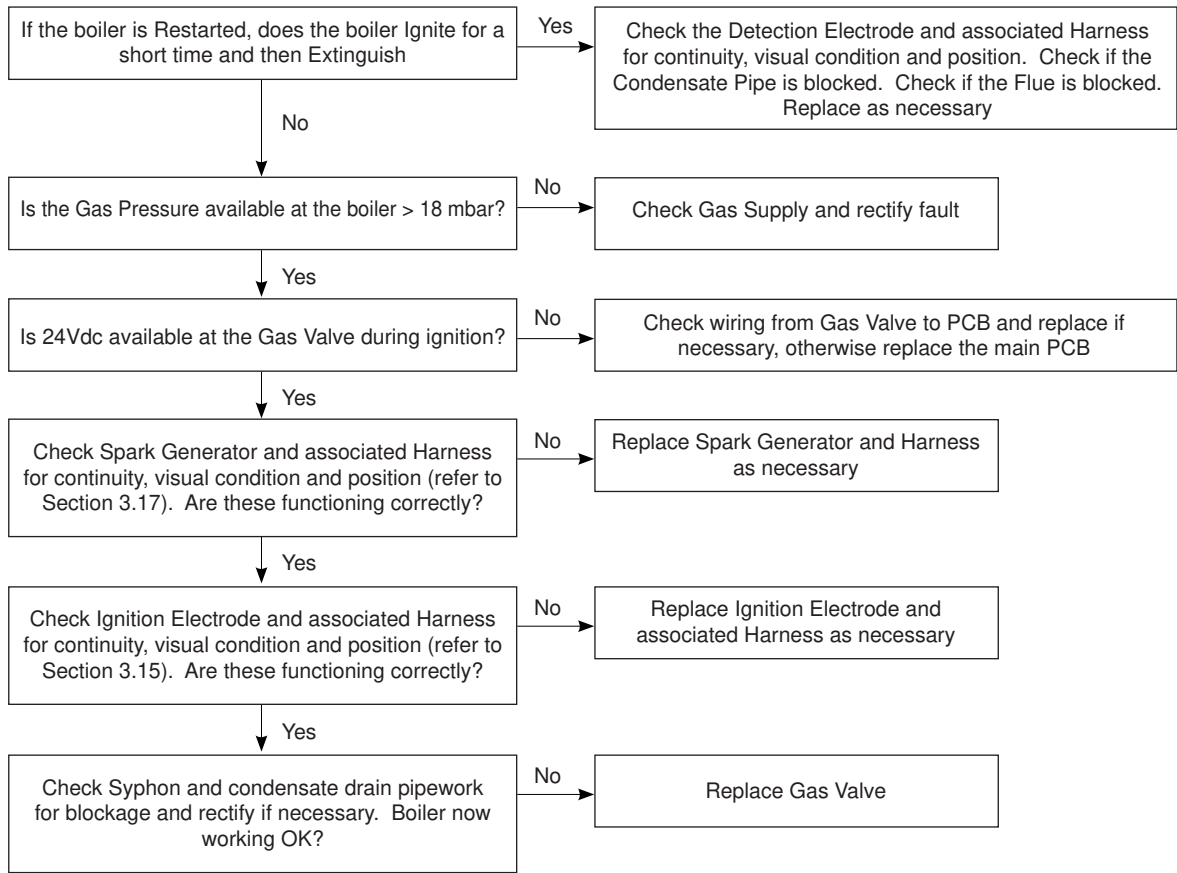 If the boiler is Restarted, does the boiler Ignite for a
short time and then Extinguish
Yes
Check the Detection Electrode and associated Harness
for continuity, visual condition and position.  Check if the
Condensate Pipe is blocked.  Check if the Flue is blocked.
Replace as necessary
No
Is the Gas Pressure available at the boiler > 18 mbar?
No
Check Gas Supply and rectify fault
Yes
Is 24Vdc available at the Gas Valve during ignition?
No
Check wiring from Gas Valve to PCB and replace if
necessary, otherwise replace the main PCB
Yes
Check Spark Generator and associated Harness
for continuity, visual condition and position (refer to
Section 3.17).  Are these functioning correctly?
No
Replace Spark Generator and Harness
as necessary
Yes
Check Ignition Electrode and associated Harness
for continuity, visual condition and position (refer to
Section 3.15).  Are these functioning correctly?
No
Replace Ignition Electrode and
associated Harness as necessary
Yes
Check Syphon and condensate drain pipework
for blockage and rectify if necessary.  Boiler now
working OK?
No
Replace Gas Valve